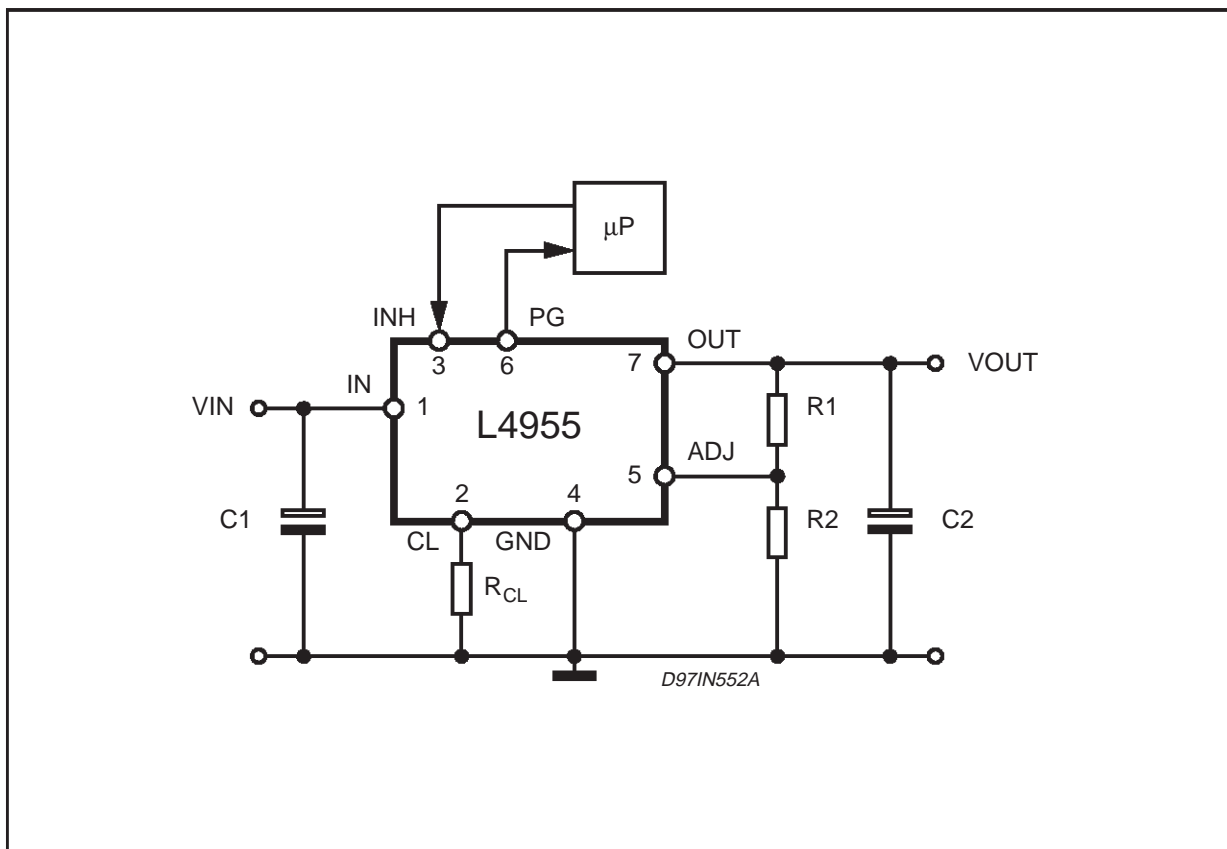 μP
INH
PG
3
6
OUT
7
VOUT
IN
VIN
1
R1
L4955
ADJ
5
2
4
C1
R2
C2
CL
GND
RCL
D97IN552A